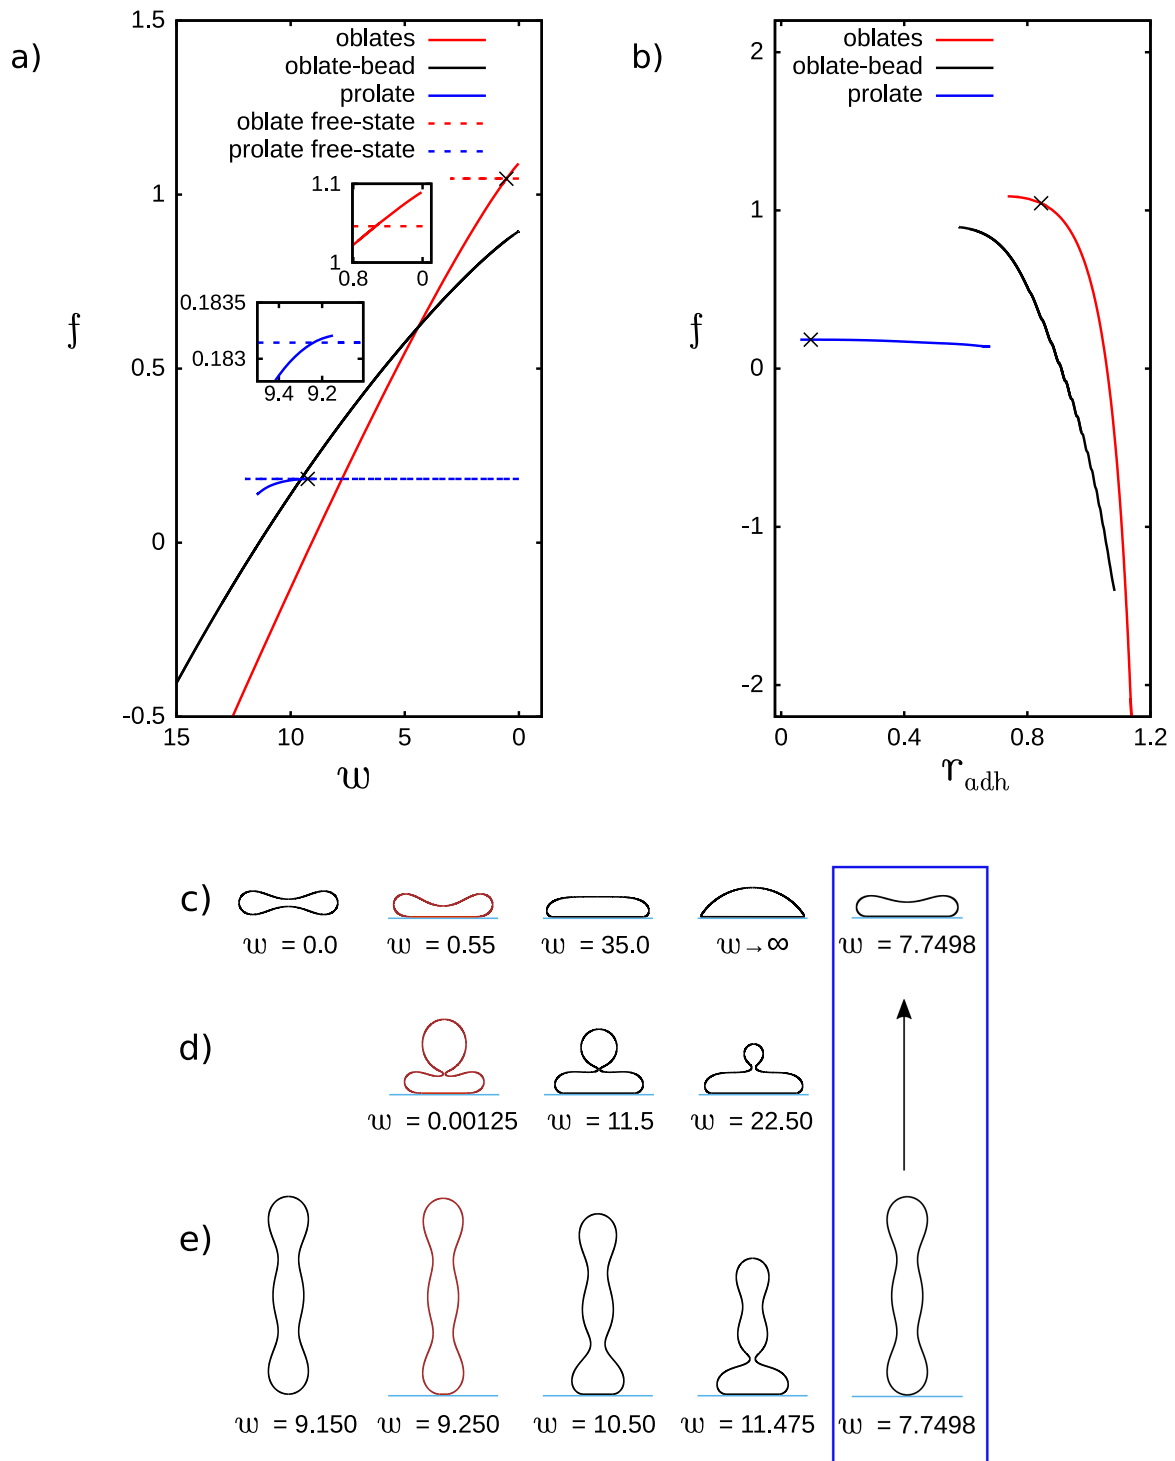 a)
1.5
1
0.5
0
-0.5
15
10
5
0
f
w
oblates
oblate-bead
prolate
oblate free-state
prolate free-state
1.1
1
0.8
0
0.1835
0.183
9.4
9.2
b)
2
1
0
-1
-2
0
0.4
0.8
1.2
f
r_adh
oblates
oblate-bead
prolate
c)
w = 0.0
w = 0.55
w = 35.0
w→∞
w = 7.7498
d)
w = 0.00125
w = 11.5
w = 22.50
e)
w = 9.150
w = 9.250
w = 10.50
w = 11.475
w = 7.7498